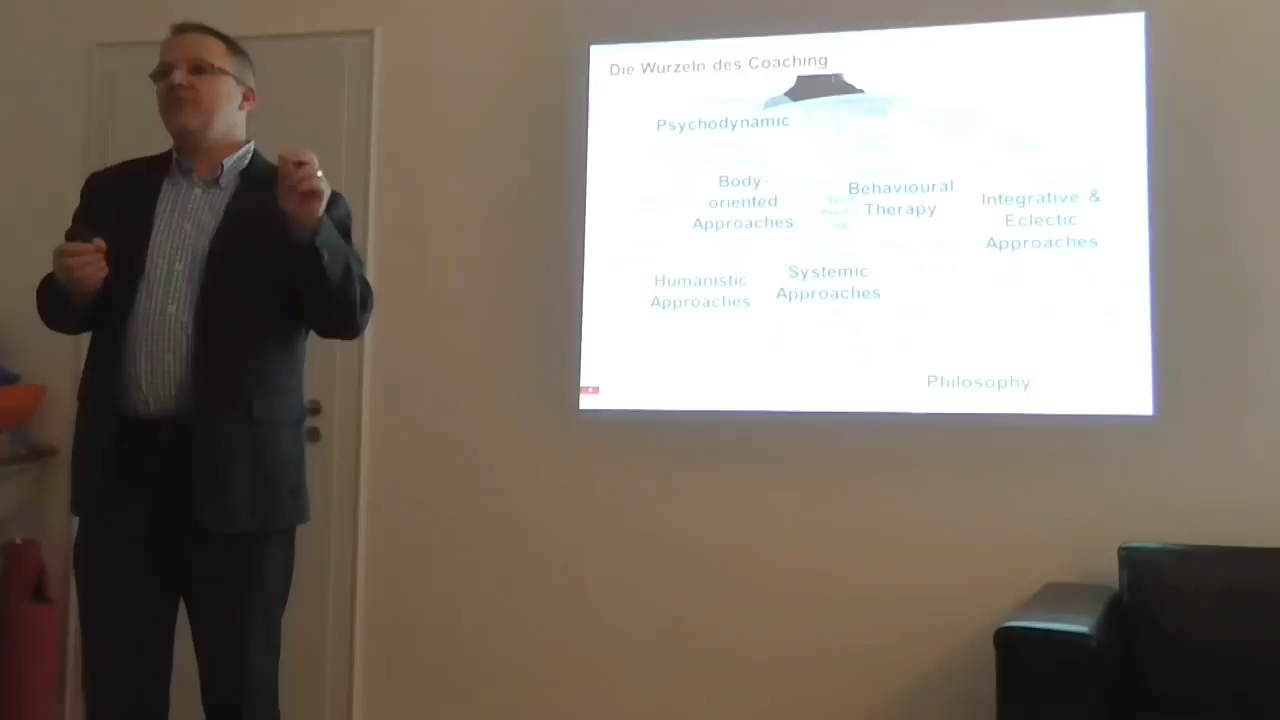 Die Wurzeln des Coaching
Psychodynamic
Body-
oriented
Approaches
Behavioural
Therapy
Integrative &
Eclectic
Approaches
Humanistic
Approaches
Systemic
Approaches
Philosophy